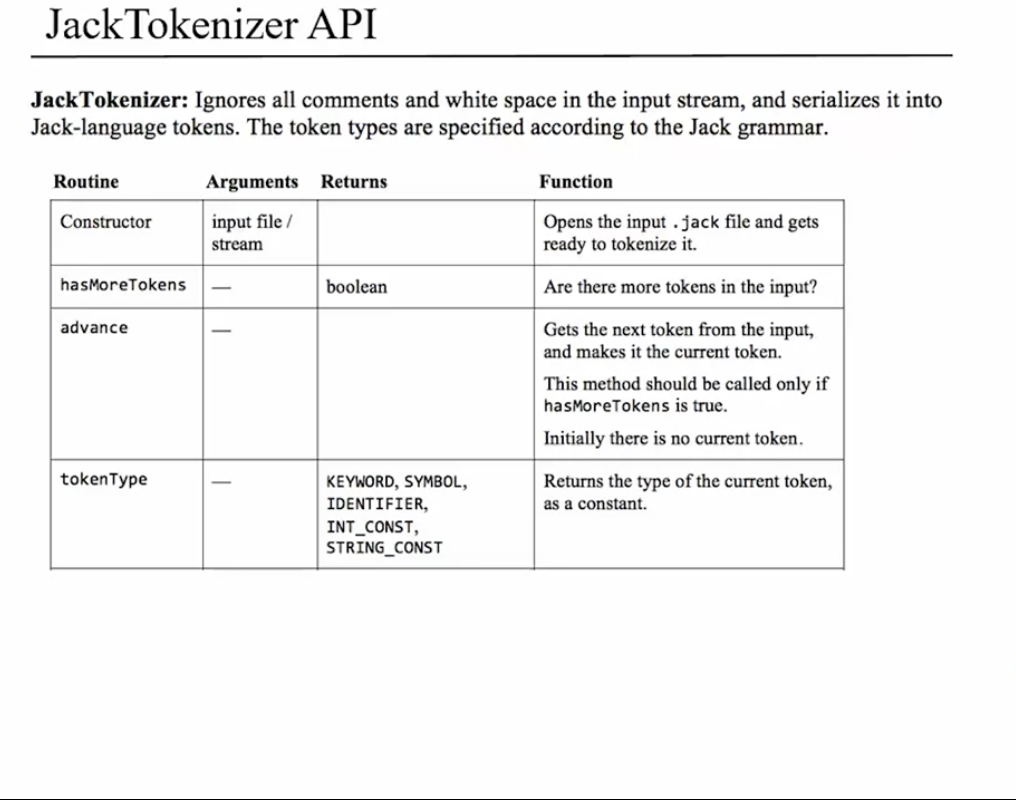 JackTokenizer API
JackTokenizer: Ignores all comments and white space in the input stream, and serializes it into
Jack-language tokens. The token types are specified according to the Jack grammar.
Routine Arguments Returns Function
Constructor input file / Opens the input .jack file and gets
stream ready to tokenize it.
hasMoreTokens — boolean Are there more tokens in the input?
advance — Gets the next token from the input,
and makes it the current token.
This method should be called only if
hasMoreTokens is true.
Initially there is no current token.
tokenType — KEYWORD, SYMBOL, Returns the type of the current token,
IDENTIFIER, as a constant.
INT_CONST,
STRING_CONST